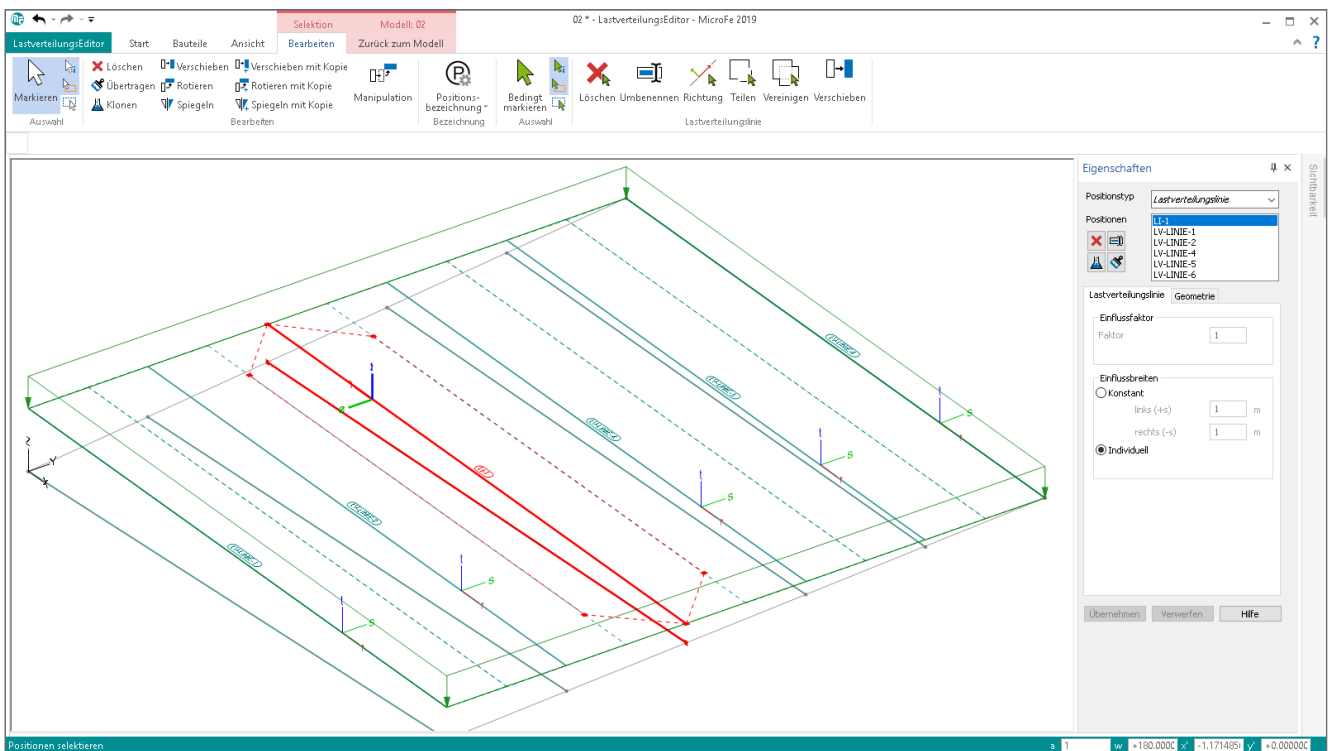 02 * - LastverteilungsEditor - MicroFe 2019
Selektion
Modell: 02
LastverteilungsEditor
Start
Bauteile
Ansicht
Bearbeiten
Zurück zum Modell
?
Markieren
Auswahl
Löschen
Verschieben
Verschieben mit Kopie
Übertragen
Rotieren
Rotieren mit Kopie
Klonen
Spiegeln
Spiegeln mit Kopie
Manipulation
Bearbeiten
Positions-
bezeichnung
Bezeichnung
Bedingt
markieren
Auswahl
Löschen
Umbenennen
Richtung
Teilen
Vereinigen
Verschieben
Lastverteilungslinie
Eigenschaften
Sichtbarkeit
Positionstyp
Lastverteilungslinie
Positionen
LI-1
LV-LINIE-1
LV-LINIE-2
LV-LINIE-4
LV-LINIE-5
LV-LINIE-6
Lastverteilungslinie
Geometrie
Einflussfaktor
Faktor
1
Einflussbreiten
Konstant
links (+s)
1
m
rechts (-s)
1
m
Individuell
Übernehmen
Verwerfen
Hilfe
Z
Y
X
t
s
r
t
s
r
t
s
r
t
s
r
t
s
r
Positionen selektieren
a
1
w
+180.000
x'
-1.171485
y'
+0.00000